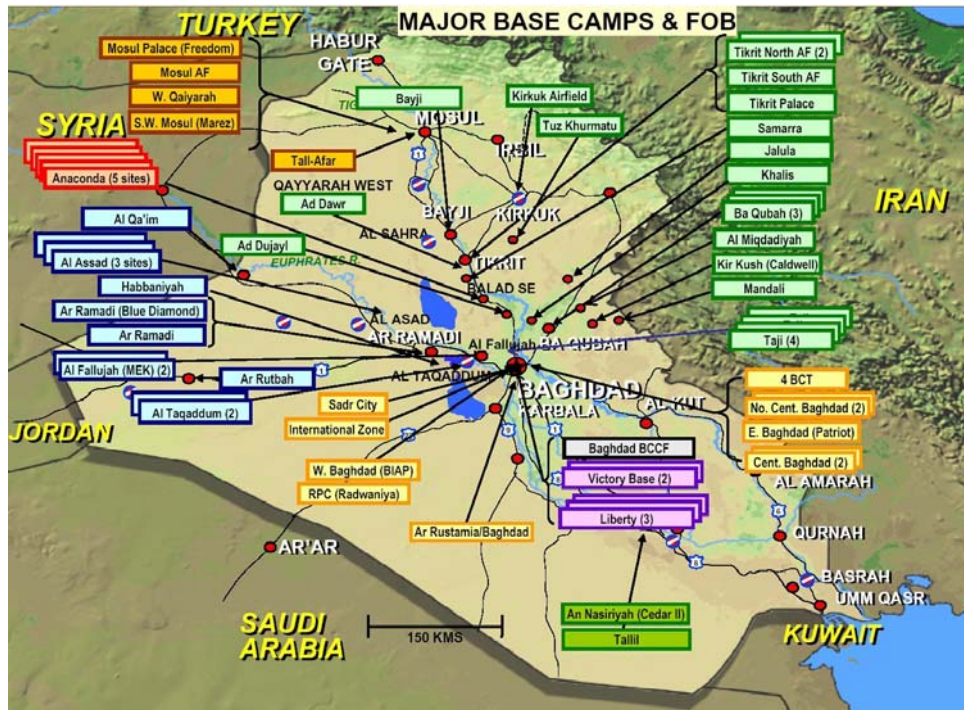 MAJOR BASE CAMPS & FOB
TURKEY
HABUR
GATE
Mosul Palace (Freedom)
Mosul AF
W. Qaiyarah
S.W. Mosul (Marez)
SYRIA
Anaconda (5 sites)
Tall-Afar
Bayji
Kirkuk Airfield
Tuz Khurmatu
MOSUL
IRBIL
Tikrit North AF (2)
Tikrit South AF
Tikrit Palace
Samarra
Jalula
Khalis
Ba Qubah (3)
Al Miqdadiyah
Kir Kush (Caldwell)
Mandali
Taji (4)
IRAN
QAYYARAH WEST
Ad Dawr
BAYJI
KIRKUK
AL SAHRA
Ad Dujayl
EUPHRATES R.
TIKRIT
BALAD SE
Al Qa'im
Al Assad (3 sites)
Habbaniyah
Ar Ramadi (Blue Diamond)
Ar Ramadi
Al Fallujah (MEK) (2)
Ar Rutbah
Al Taqaddum (2)
AL ASAD
AR RAMADI
Al Fallujah
BA QUBAH
1
1
AL TAQADDUM
BAGHDAD
KARBALA
AL KUT
JORDAN
Sadr City
International Zone
W. Baghdad (BIAP)
RPC (Radwaniya)
Ar Rustamia/Baghdad
Baghdad BCCF
Victory Base (2)
Liberty (3)
4 BCT
No. Cent. Baghdad (2)
E. Baghdad (Patriot)
Cent. Baghdad (2)
AL AMARAH
QURNAH
BASRAH
UMM QASR
AR'AR
SAUDI
ARABIA
150 KMS
An Nasiriyah (Cedar II)
Tallil
KUWAIT
8
6